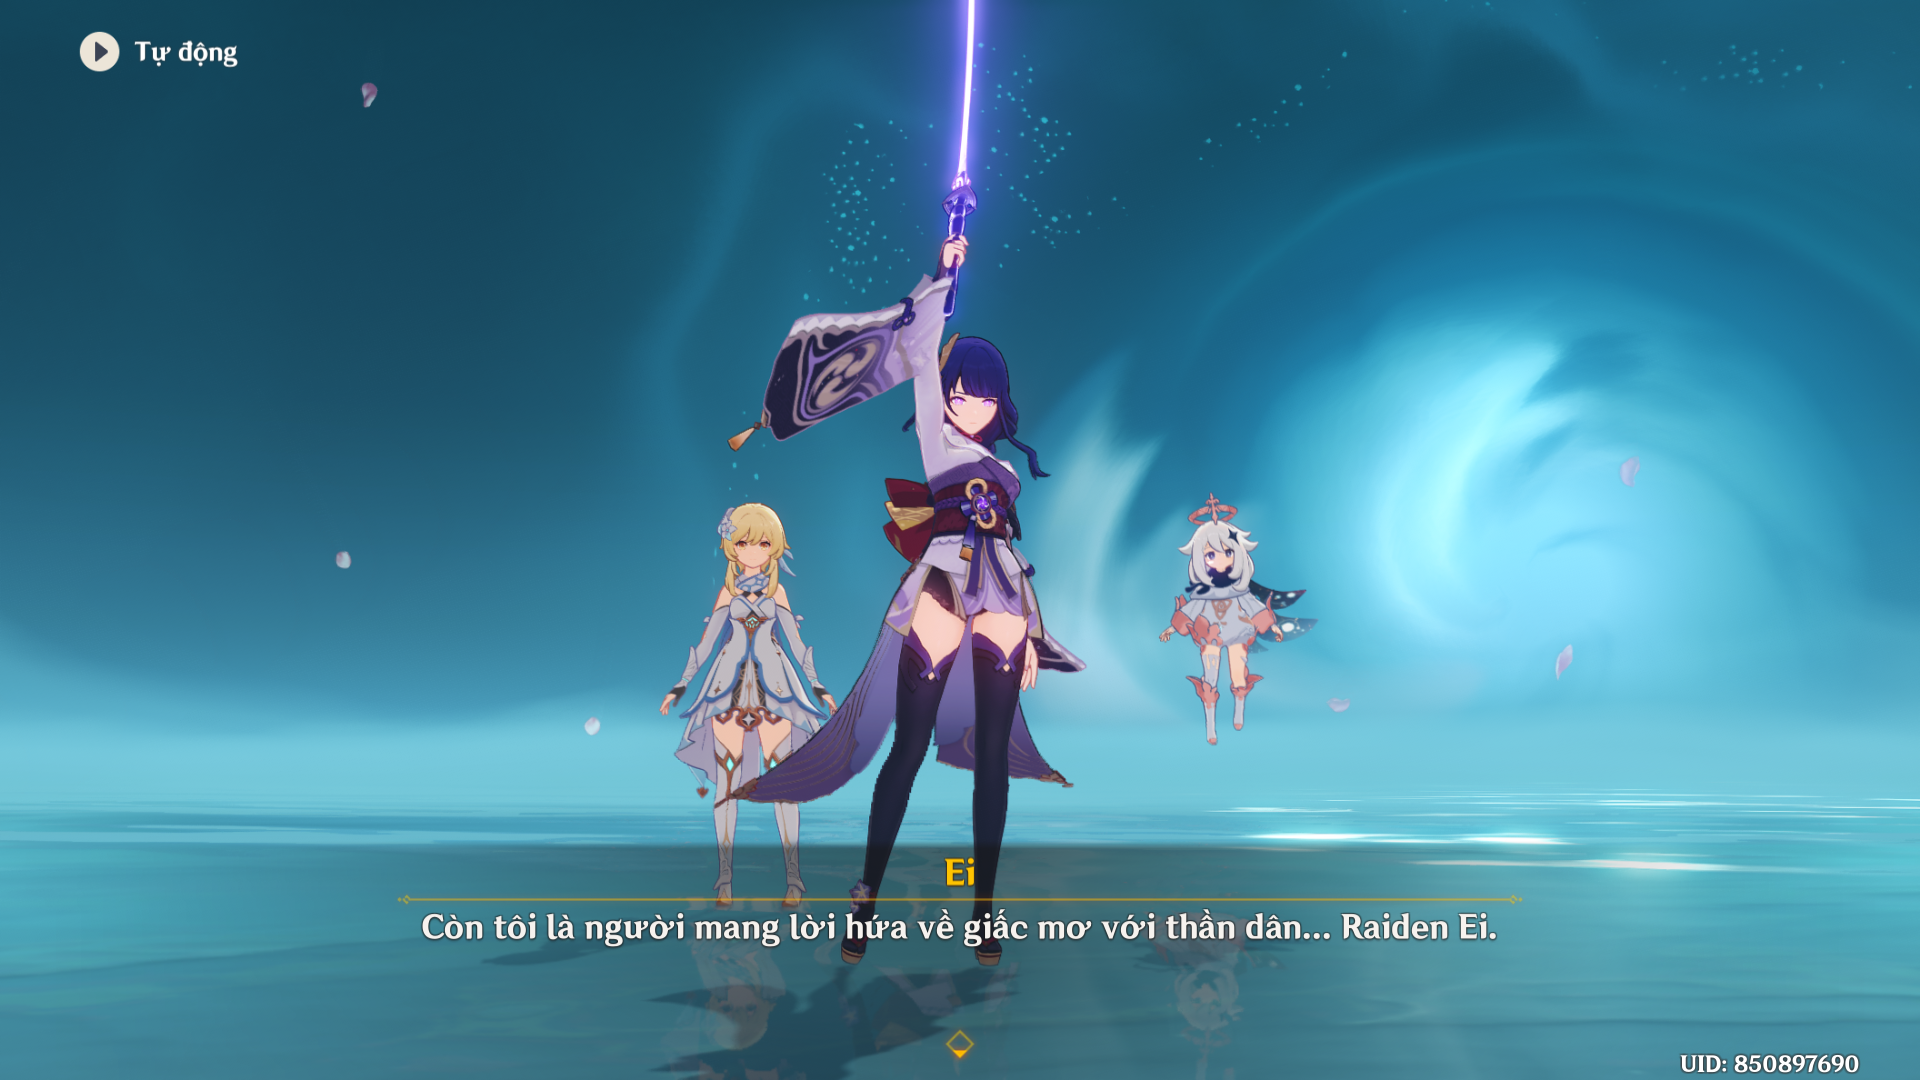 Tự động
Ei
Còn tôi là người mang lời hứa về giấc mơ với thần dân... Raiden Ei.
UID: 850897690